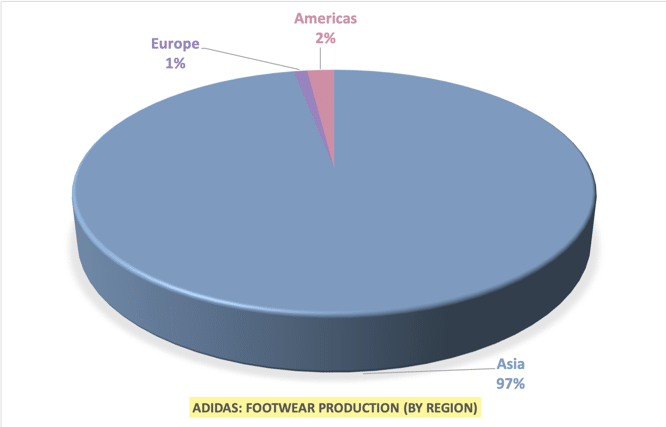 Americas
2%
Europe
1%
Asia
97%
ADIDAS: FOOTWEAR PRODUCTION (BY REGION)